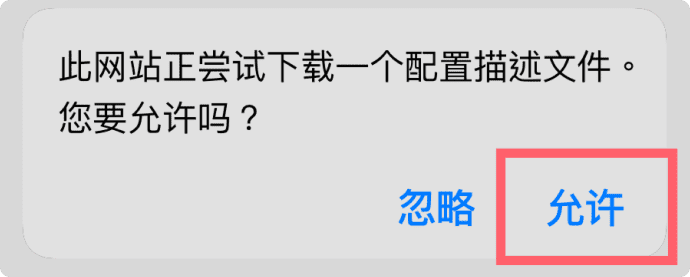 此网站正尝试下载一个配置描述文件。
您要允许吗？
忽略
允许